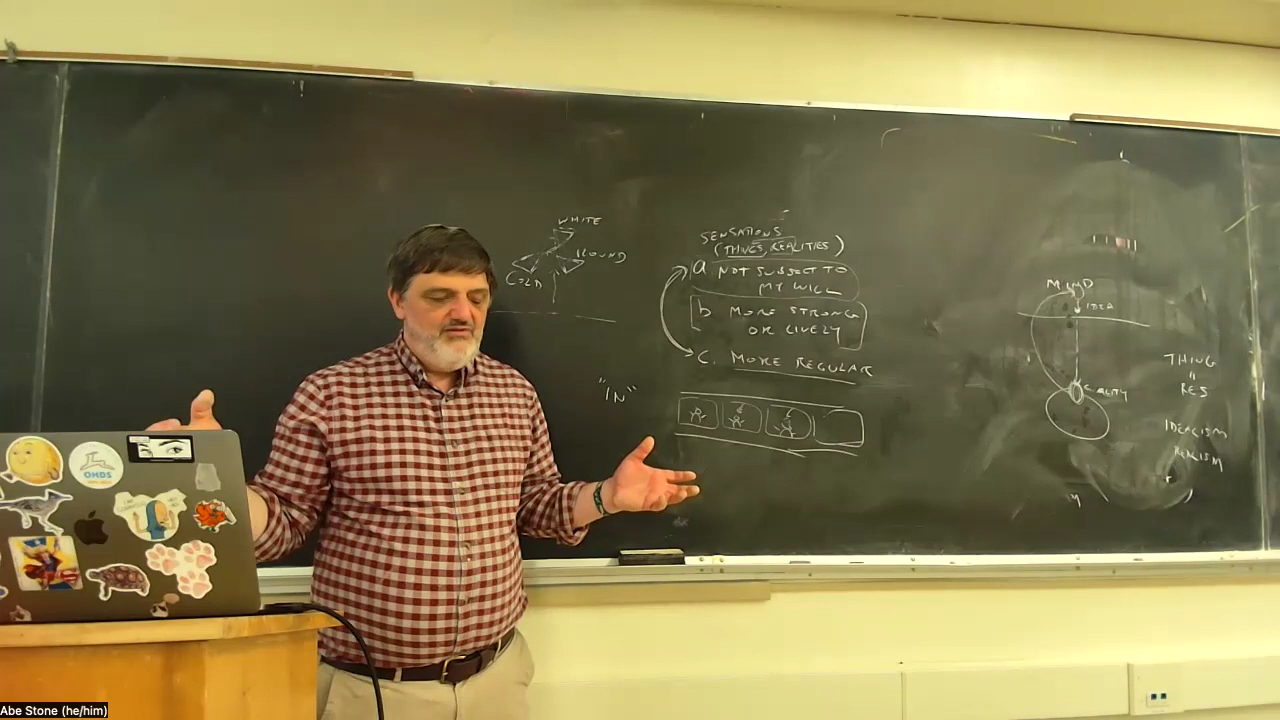 WHITE
ROUND
COLD
SENSATIONS
(THINGS, REALITIES)
a NOT SUBJECT TO
MY WILL
b MORE STRONG
OR LIVELY
c. MORE REGULAR
"IN"
MIND
IDEA
THING
"
RES
IDEALISM
REALISM
OHDS
Abe Stone (he/him)